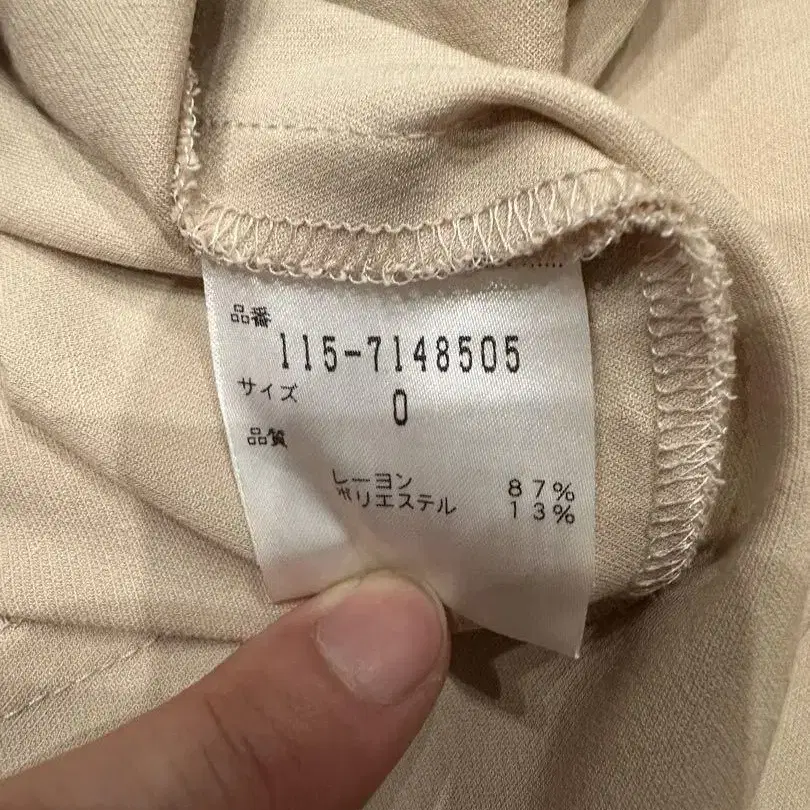 品番
115-7148505
サイズ
0
品質
レーヨン 87%
ポリエステル 13%